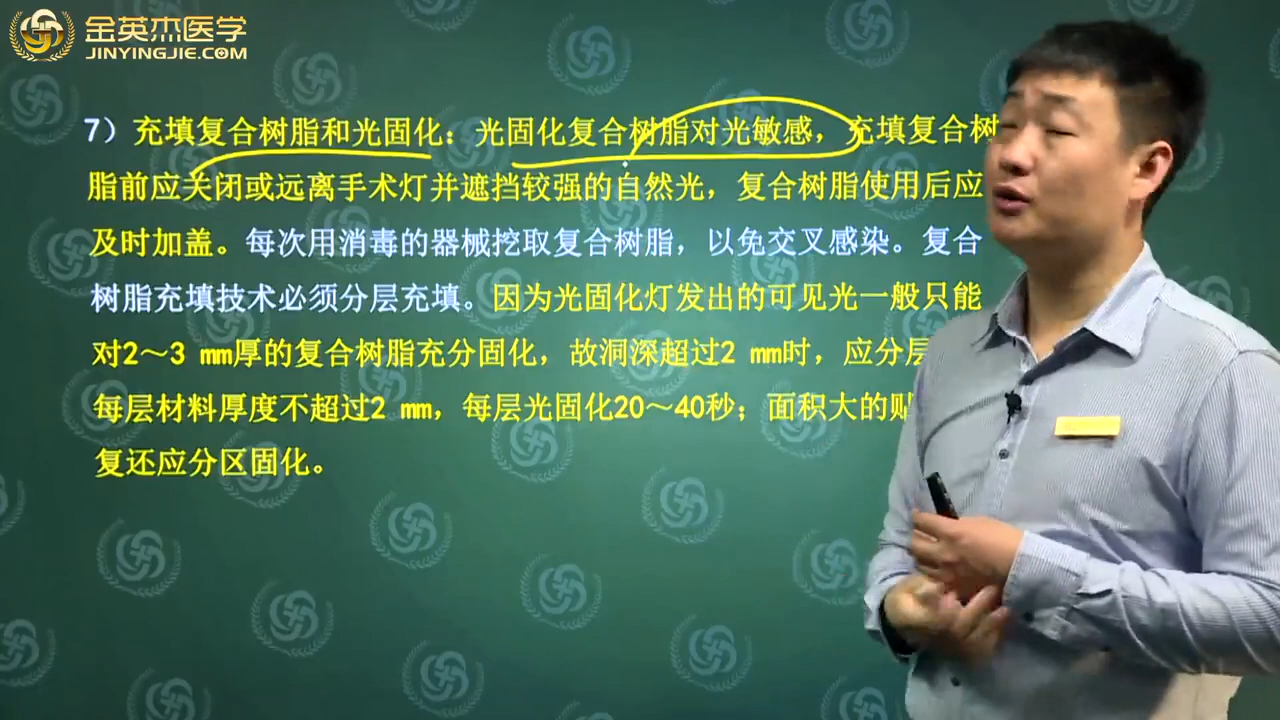 金英杰医学
JINYINGJIE.COM
7）充填复合树脂和光固化：光固化复合树脂对光敏感，充填复合树
脂前应关闭或远离手术灯并遮挡较强的自然光，复合树脂使用后应
及时加盖。每次用消毒的器械挖取复合树脂，以免交叉感染。复合
树脂充填技术必须分层充填。因为光固化灯发出的可见光一般只能
对2～3 mm厚的复合树脂充分固化，故洞深超过2 mm时，应分层
每层材料厚度不超过2 mm，每层光固化20～40秒；面积大的贴
复还应分区固化。